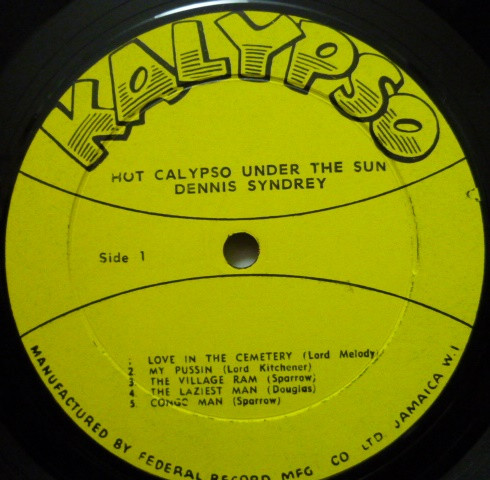 KALYPSO
HOT CALYPSO UNDER THE SUN
DENNIS SYNDREY
Side 1
1. LOVE IN THE CEMETERY (Lord Melody)
2. MY PUSSIN (Lord Kitchener)
3. THE VILLAGE RAM (Sparrow)
4. THE LAZIEST MAN (Douglas)
5. CONGO MAN (Sparrow)
MANUFACTURED BY FEDERAL RECORD MFG CO LTD JAMAICA W.I